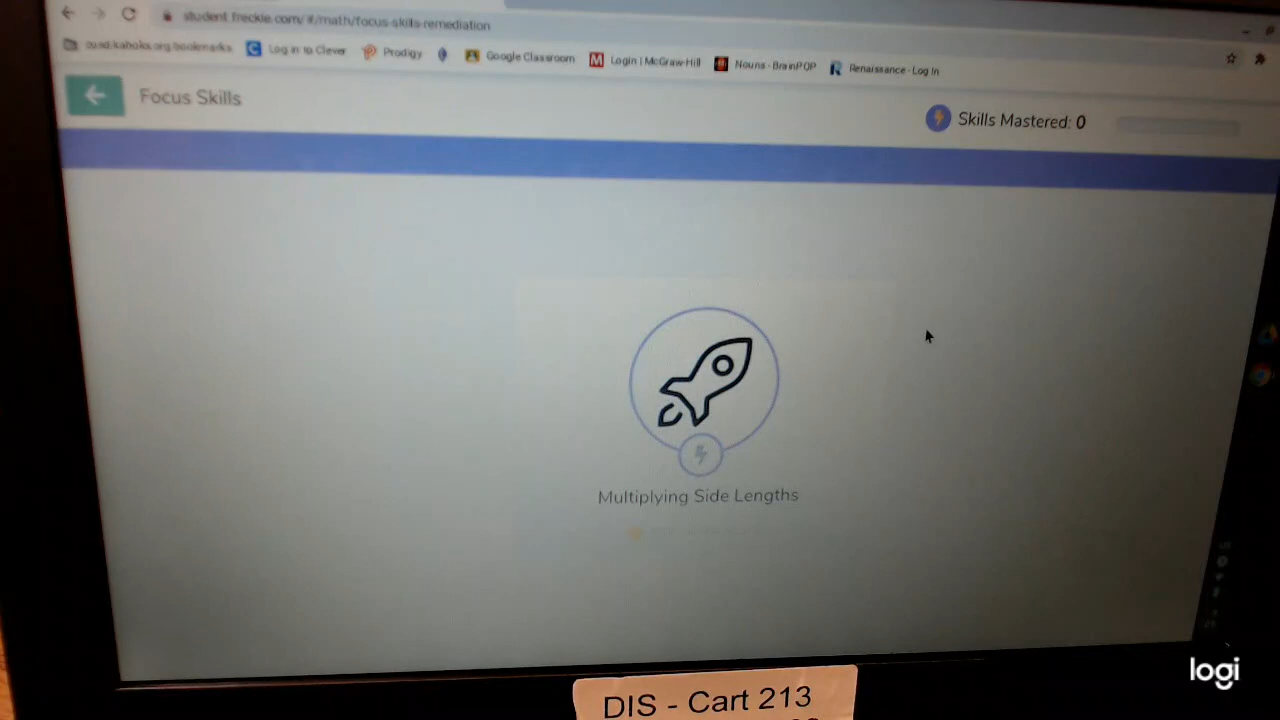 student.freckle.com/#/math/focus-skills-remediation
Log in to Clever Prodigy Google Classroom Login | McGraw-Hill Nouns - BrainPOP Renaissance - Log In
Focus Skills
Skills Mastered: 0
Multiplying Side Lengths
DIS - Cart 213
logi